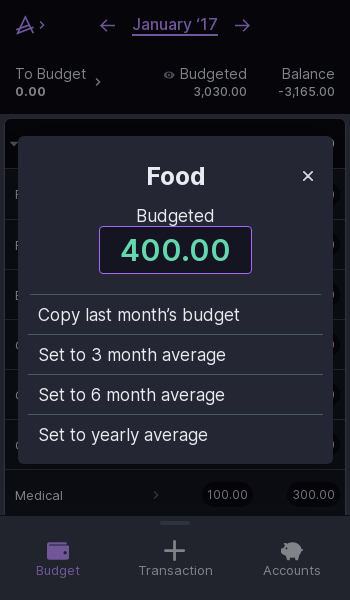 January ‘17
To Budget
0.00
Budgeted
3,030.00
Balance
-3,165.00
Food
Budgeted
400.00
Copy last month’s budget
Set to 3 month average
Set to 6 month average
Set to yearly average
Medical
100.00
300.00
Budget
Transaction
Accounts